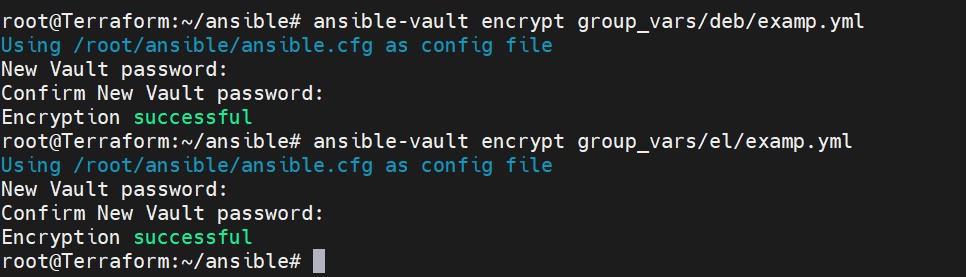 root@Terraform:~/ansible# ansible-vault encrypt group_vars/deb/examp.yml
Using /root/ansible/ansible.cfg as config file
New Vault password:
Confirm New Vault password:
Encryption successful
root@Terraform:~/ansible# ansible-vault encrypt group_vars/el/examp.yml
Using /root/ansible/ansible.cfg as config file
New Vault password:
Confirm New Vault password:
Encryption successful
root@Terraform:~/ansible#